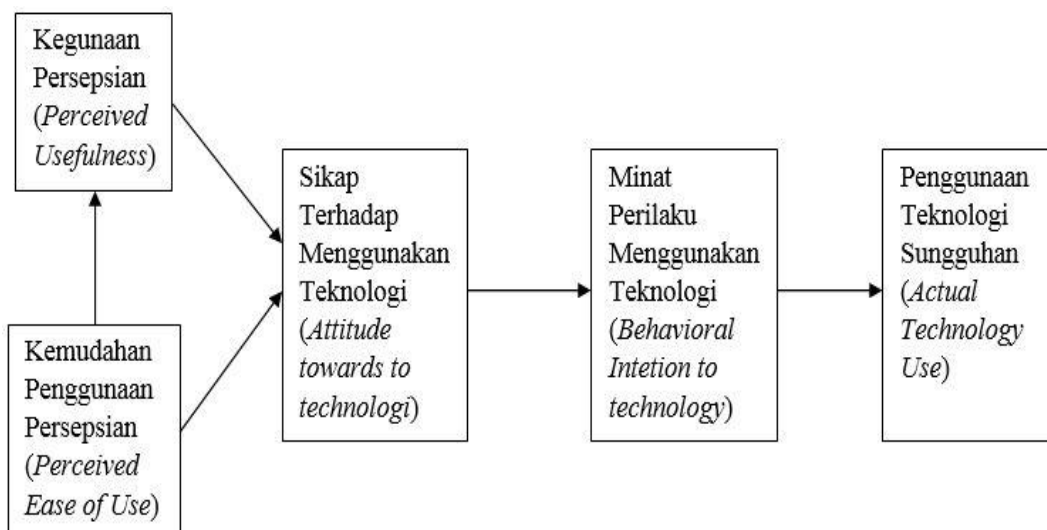 Kegunaan
Persepsian
(Perceived
Usefulness)
Kemudahan
Penggunaan
Persepsian
(Perceived
Ease of Use)
Sikap
Terhadap
Menggunakan
Teknologi
(Attitude
towards to
technologi)
Minat
Perilaku
Menggunakan
Teknologi
(Behavioral
Intetion to
technology)
Penggunaan
Teknologi
Sungguhan
(Actual
Technology
Use)